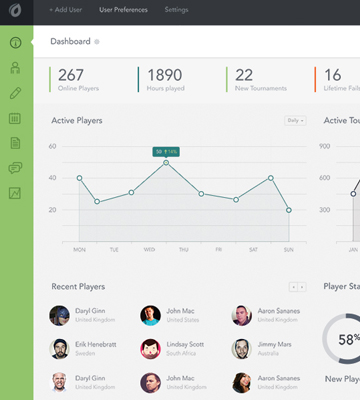 + Add User User Preferences Settings
Dashboard
267 1890 22 16
Online Players Hours played New Tournaments Lifetime Faile
Active Players Daily Active Tou
60 900
58
40 600
20 300
MON TUE WED THU FRI SAT SUN JAN
Recent Players Player Sta
Daryl Ginn John Mac Aaron Sananes
United Kingdom United States United Kingdom
Erik Henebratt Lindsay Scott Jimmy Mars
Sweden South Africa Australia
58%
Daryl Ginn John Mac Aaron Sananes
United Kingdom United Kingdom United Kingdom
New Playe